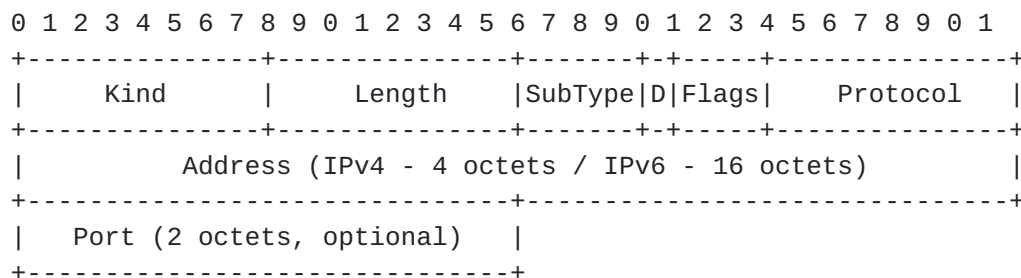 0 1 2 3 4 5 6 7 8 9 0 1 2 3 4 5 6 7 8 9 0 1 2 3 4 5 6 7 8 9 0 1
+---------------+---------------+-------+-+-----+---------------+
|     Kind      |     Length    |SubType|D|Flags|    Protocol   |
+---------------+---------------+-------+-+-----+---------------+
|          Address (IPv4 - 4 octets / IPv6 - 16 octets)         |
+-------------------------------+-------------------------------+
|   Port (2 octets, optional)   |
+-------------------------------+